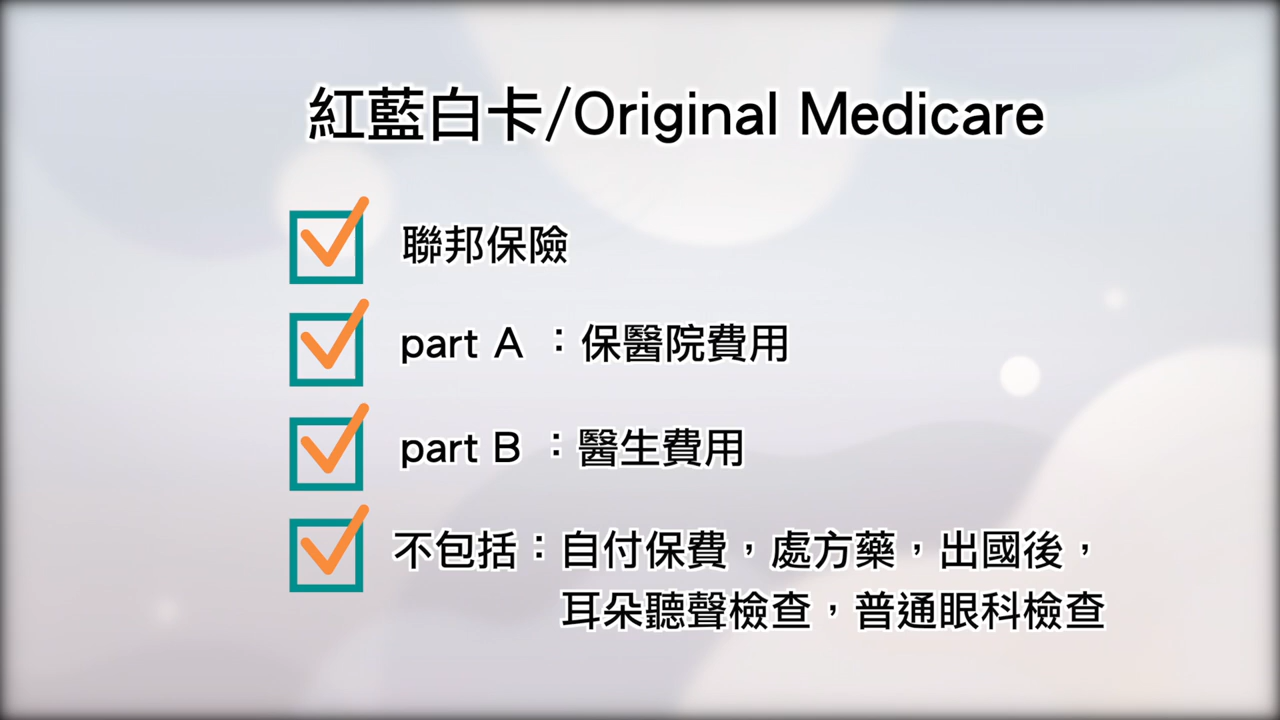 紅藍白卡/Original Medicare
聯邦保險
part A ：保醫院費用
part B ：醫生費用
不包括：自付保費，處方藥，出國後，
耳朵聽聲檢查，普通眼科檢查